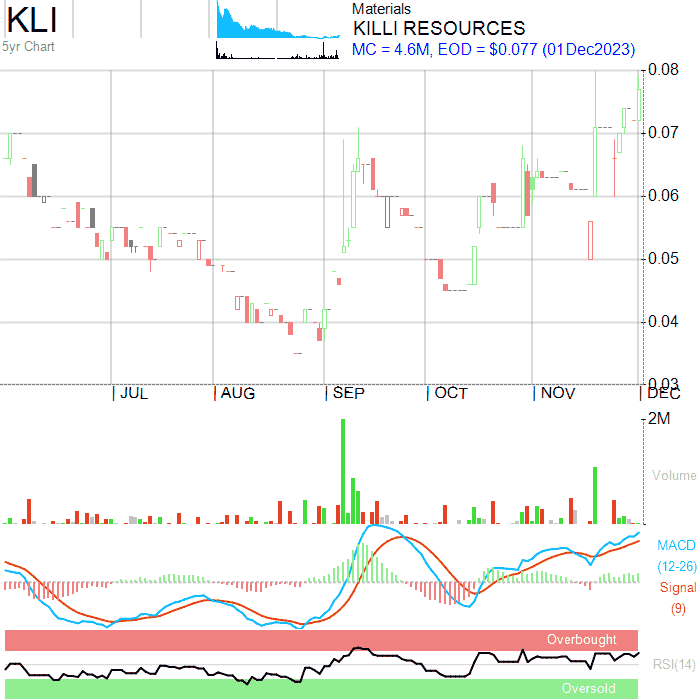 KLI
5yr Chart
Materials
KILLI RESOURCES
MC = 4.6M, EOD = $0.077 (01Dec2023)
0.08
0.07
0.06
0.05
0.04
0.03
JUL AUG SEP OCT NOV DEC
2M
Volume
MACD
(12-26)
Signal
(9)
Overbought
RSI(14)
Oversold